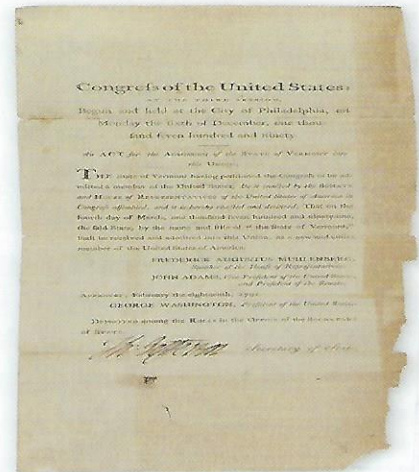 Congreſs of the United States:
AT THE THIRD SESSION,
Begun and held at the City of Philadelphia, on
Monday the ſixth of December, one thou-
ſand ſeven hundred and ninety.
An ACT for the Admiſſion of the STATE of VERMONT into
this Union.
THE State of Vermont having petitioned the Congreſs to be ad-
mitted a member of the United States, Be it enacted by the SENATE
and HOUSE of REPRESENTATIVES of the United States of America in
Congreſs aſſembled, and it is hereby enacted and declared, That on the
fourth day of March, one thouſand ſeven hundred and ninety-one,
the ſaid State, by the name and ſtile of "the State of Vermont,"
ſhall be received and admitted into this Union, as a new and entire
member of the United States of America.
FREDERICK AUGUSTUS MUHLENBERG,
Speaker of the Houſe of Repreſentatives.
JOHN ADAMS, Vice-Preſident of the United States,
and Preſident of the Senate.
APPROVED, February the eighteenth, 1791.
GEORGE WASHINGTON, Preſident of the United States.
DEPOSITED among the ROLLS in the Office of the Secretary
of State.
Th: Jefferson Secretary of State.